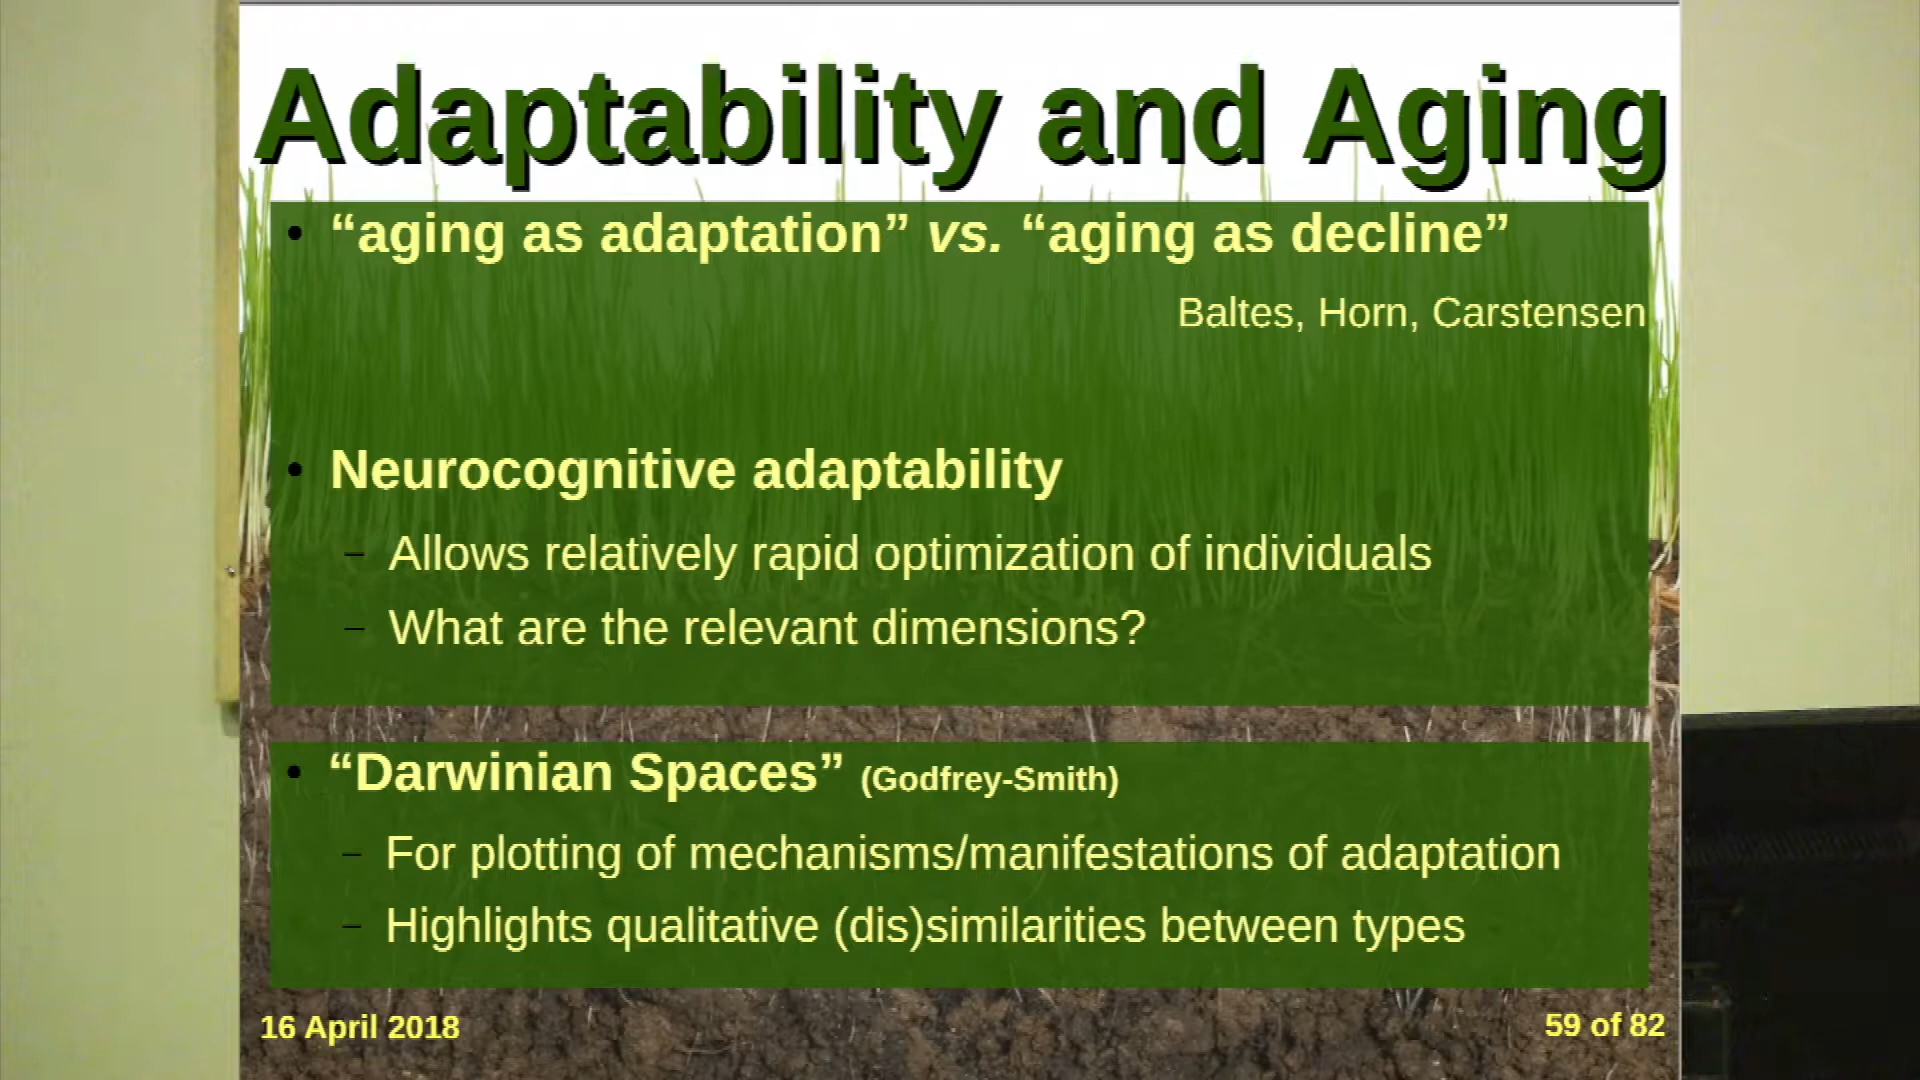 Adaptability and Aging
• “aging as adaptation” vs. “aging as decline”
Baltes, Horn, Carstensen
• Neurocognitive adaptability
– Allows relatively rapid optimization of individuals
– What are the relevant dimensions?
• “Darwinian Spaces” (Godfrey-Smith)
– For plotting of mechanisms/manifestations of adaptation
– Highlights qualitative (dis)similarities between types
16 April 2018
59 of 82